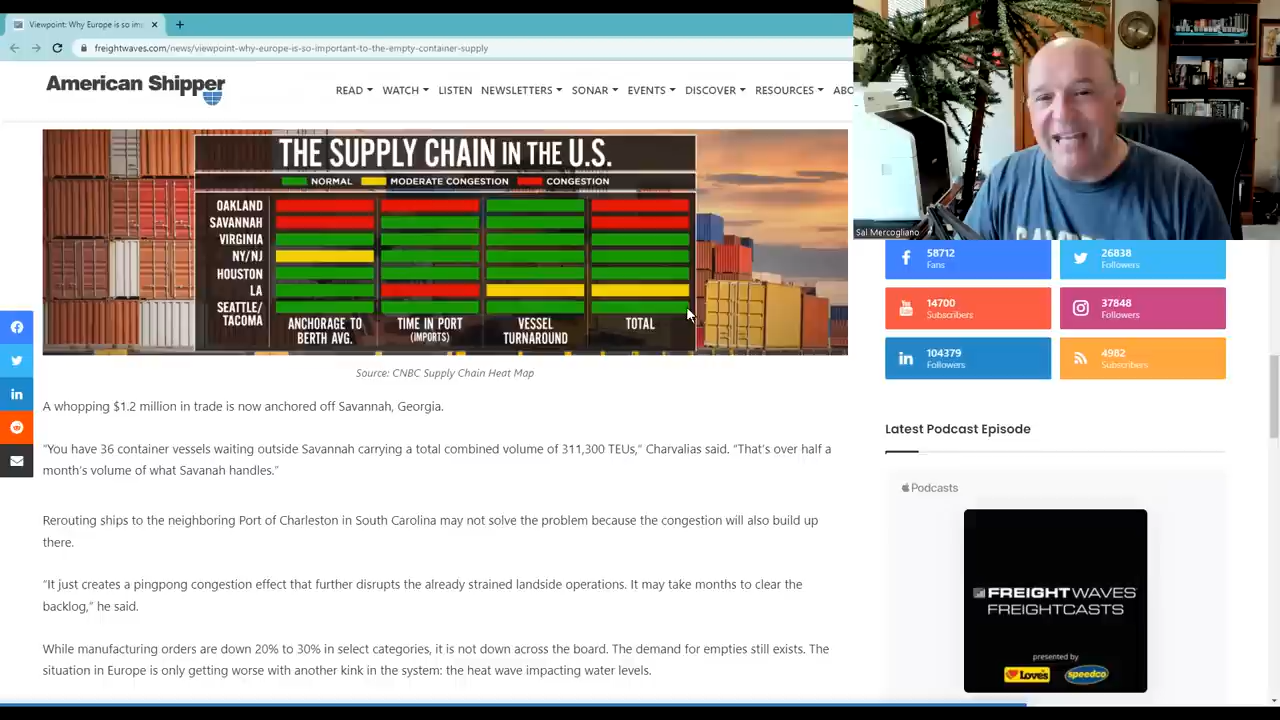 Viewpoint: Why Europe is so im
freightwaves.com/news/viewpoint-why-europe-is-so-important-to-the-empty-container-supply
American Shipper
READ WATCH LISTEN NEWSLETTERS SONAR EVENTS DISCOVER RESOURCES ABO
Sal Mercogliano
THE SUPPLY CHAIN IN THE U.S.
NORMAL MODERATE CONGESTION CONGESTION
OAKLAND
SAVANNAH
VIRGINIA
NY/NJ
HOUSTON
LA
SEATTLE/
TACOMA
ANCHORAGE TO
BERTH AVG.
TIME IN PORT
(IMPORTS)
VESSEL
TURNAROUND
TOTAL
Source: CNBC Supply Chain Heat Map
A whopping $1.2 million in trade is now anchored off Savannah, Georgia.
“You have 36 container vessels waiting outside Savannah carrying a total combined volume of 311,300 TEUs,” Charvalias said. “That’s over half a
month’s volume of what Savanah handles.”
Rerouting ships to the neighboring Port of Charleston in South Carolina may not solve the problem because the congestion will also build up
there.
“It just creates a pingpong congestion effect that further disrupts the already strained landside operations. It may take months to clear the
backlog,” he said.
While manufacturing orders are down 20% to 30% in select categories, it is not down across the board. The demand for empties still exists. The
situation in Europe is only getting worse with another shock to the system: the heat wave impacting water levels.
58712
Fans
26838
Followers
14700
Subscribers
37848
Followers
104379
Followers
4982
Subscribers
Latest Podcast Episode
Podcasts
FREIGHTWAVES
FREIGHTCASTS
presented by
Love's
speedco